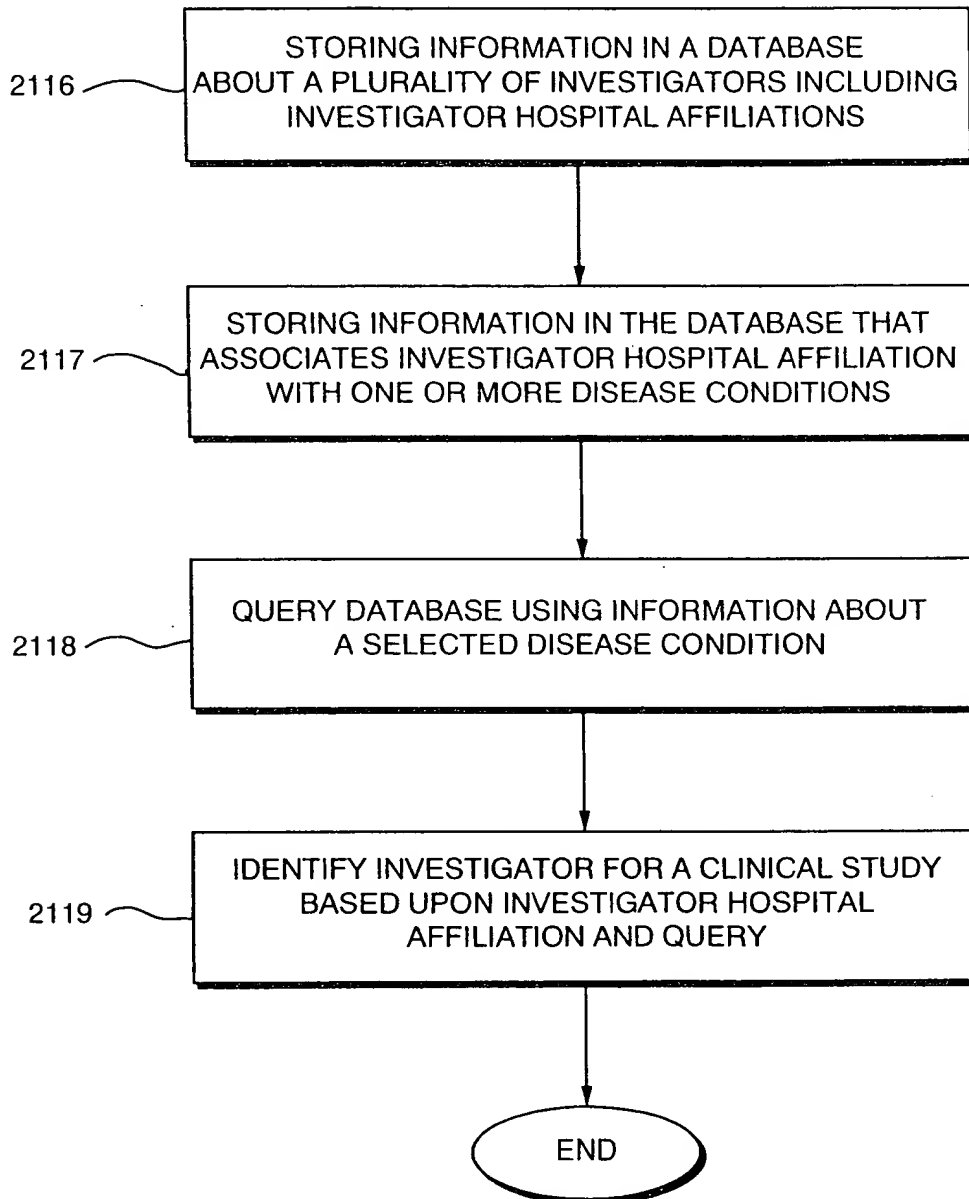 2116
STORING INFORMATION IN A DATABASE
ABOUT A PLURALITY OF INVESTIGATORS INCLUDING
INVESTIGATOR HOSPITAL AFFILIATIONS
2117
STORING INFORMATION IN THE DATABASE THAT
ASSOCIATES INVESTIGATOR HOSPITAL AFFILIATION
WITH ONE OR MORE DISEASE CONDITIONS
2118
QUERY DATABASE USING INFORMATION ABOUT
A SELECTED DISEASE CONDITION
2119
IDENTIFY INVESTIGATOR FOR A CLINICAL STUDY
BASED UPON INVESTIGATOR HOSPITAL
AFFILIATION AND QUERY
END